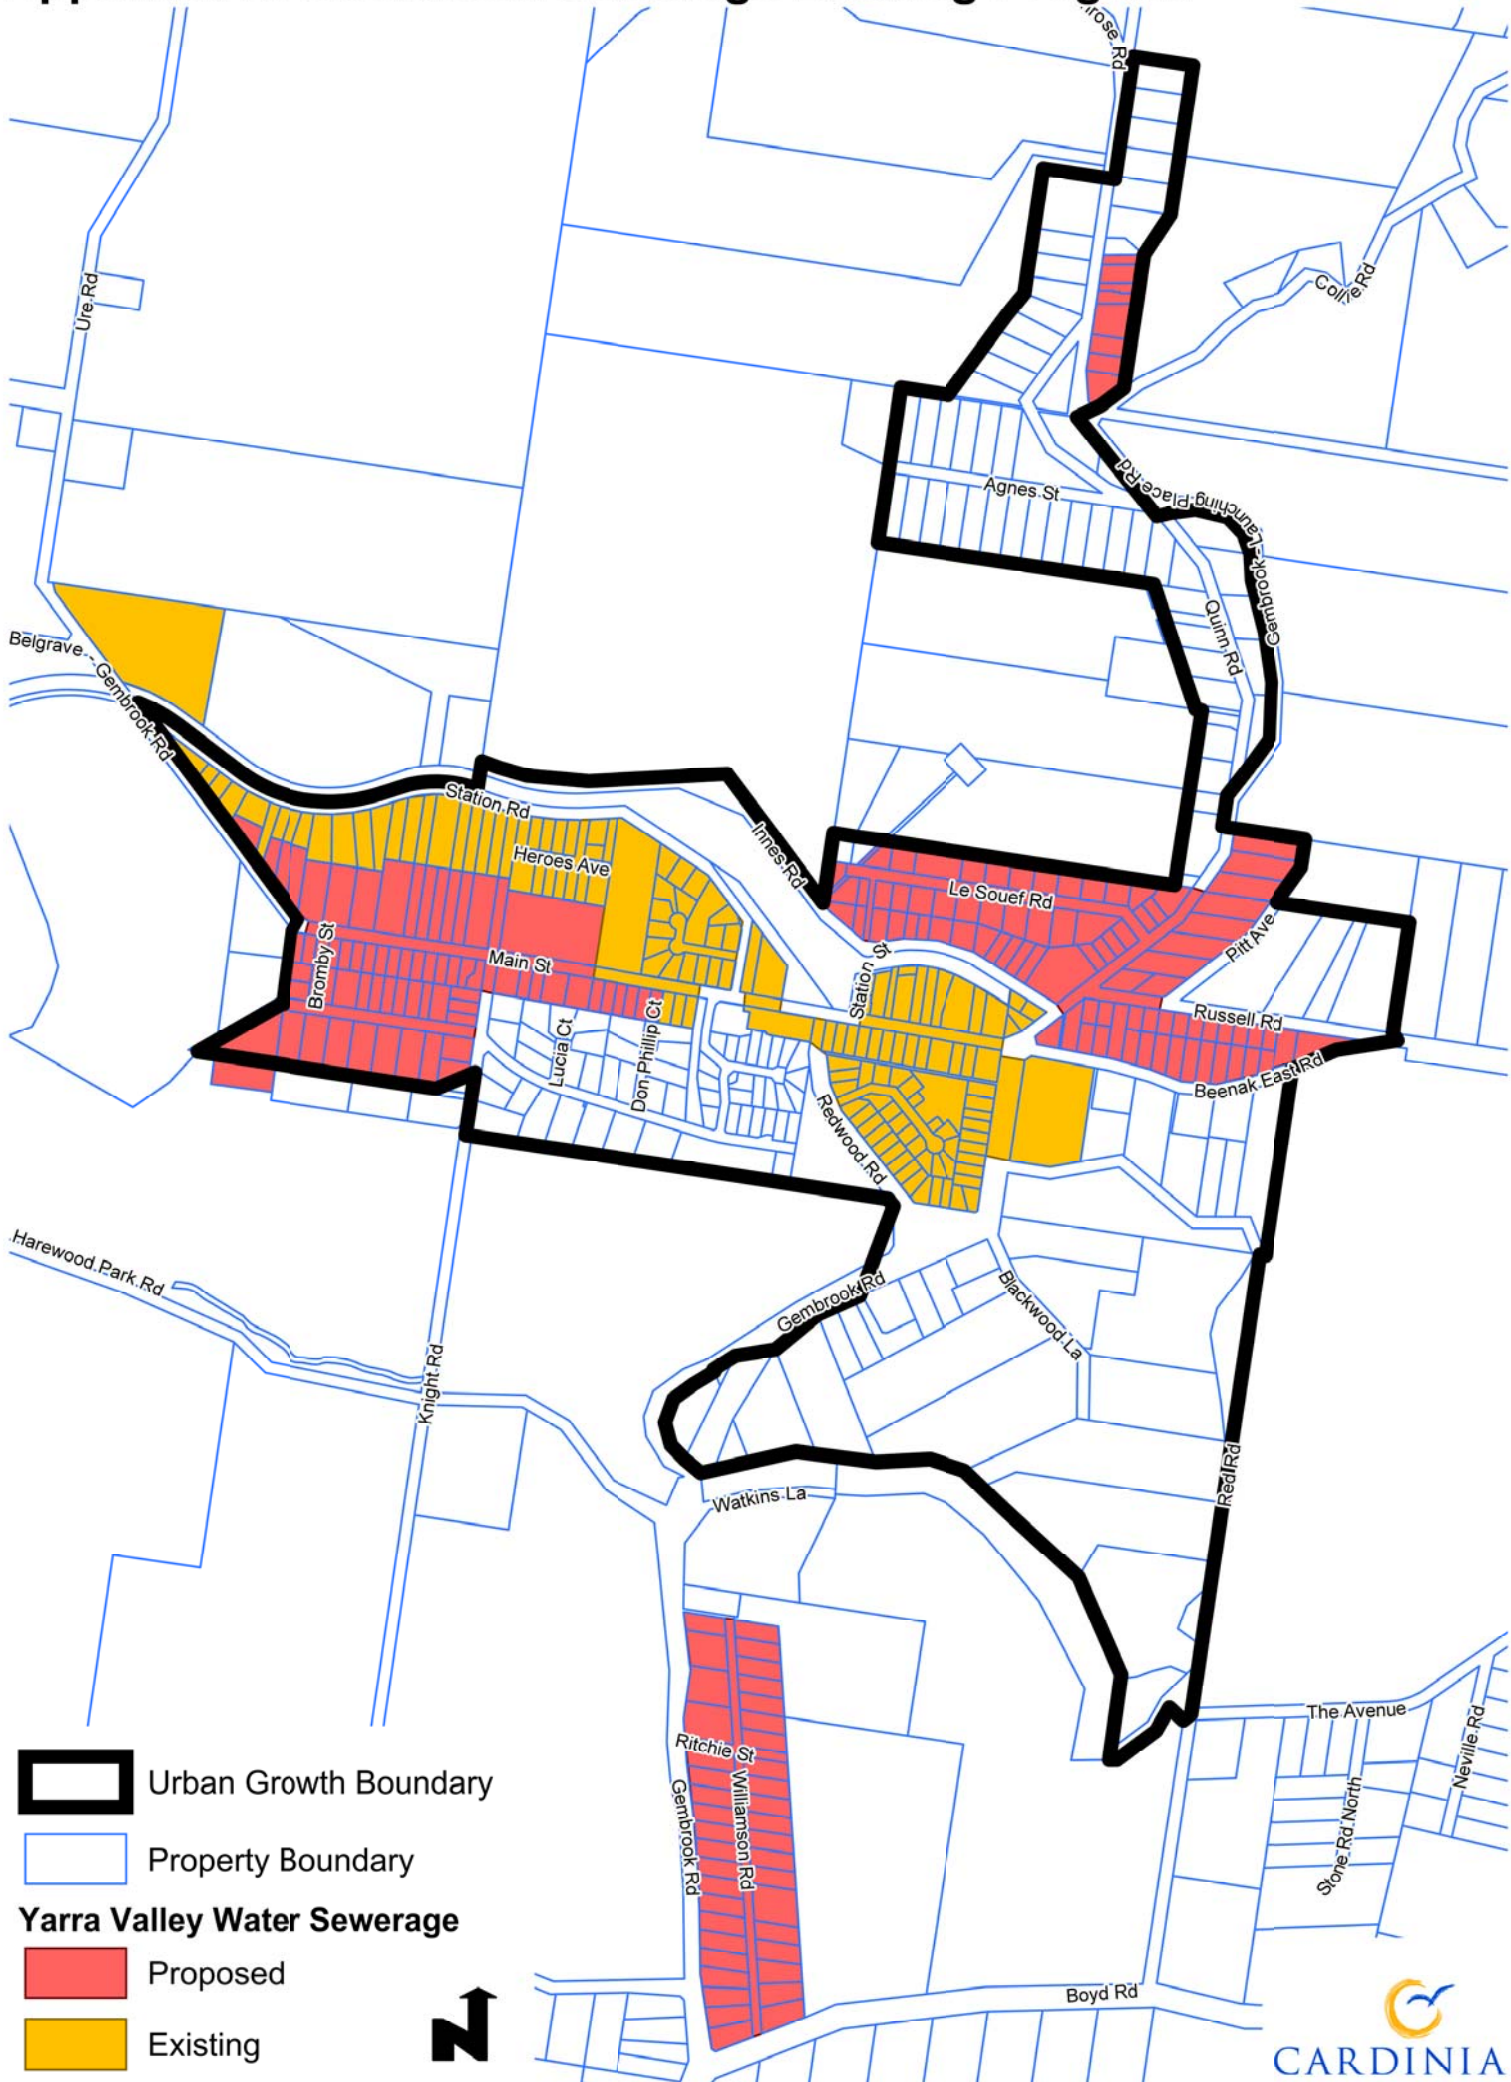 Ure Rd
Collie Rd
Agnes St
Gembrook - Launching Place Rd
Quinn Rd
Belgrave - Gembrook Rd
Station Rd
Innes Rd
Heroes Ave
Le Souef Rd
Pitt Ave
Main St
Bromby St
Station St
Russell Rd
Lucia Ct
Don Phillip Ct
Beenak East Rd
Redwood Rd
Harewood Park Rd
Gembrook Rd
Blackwood La
Knight Rd
Red Rd
Watkins La
The Avenue
Neville Rd
Ritchie St
Williamson Rd
Gembrook Rd
Stone Rd North
Boyd Rd
Urban Growth Boundary
Property Boundary
Yarra Valley Water Sewerage
Proposed
Existing
N
CARDINIA